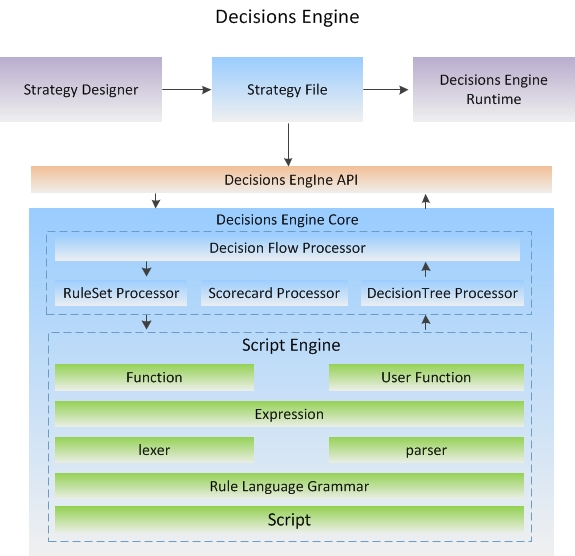 Decisions Engine
Strategy Designer
Strategy File
Decisions Engine
Runtime
Decisions EngIne API
Decisions Engine Core
Decision Flow Processor
RuleSet Processor
Scorecard Processor
DecisionTree Processor
Script Engine
Function
User Function
Expression
lexer
parser
Rule Language Grammar
Script